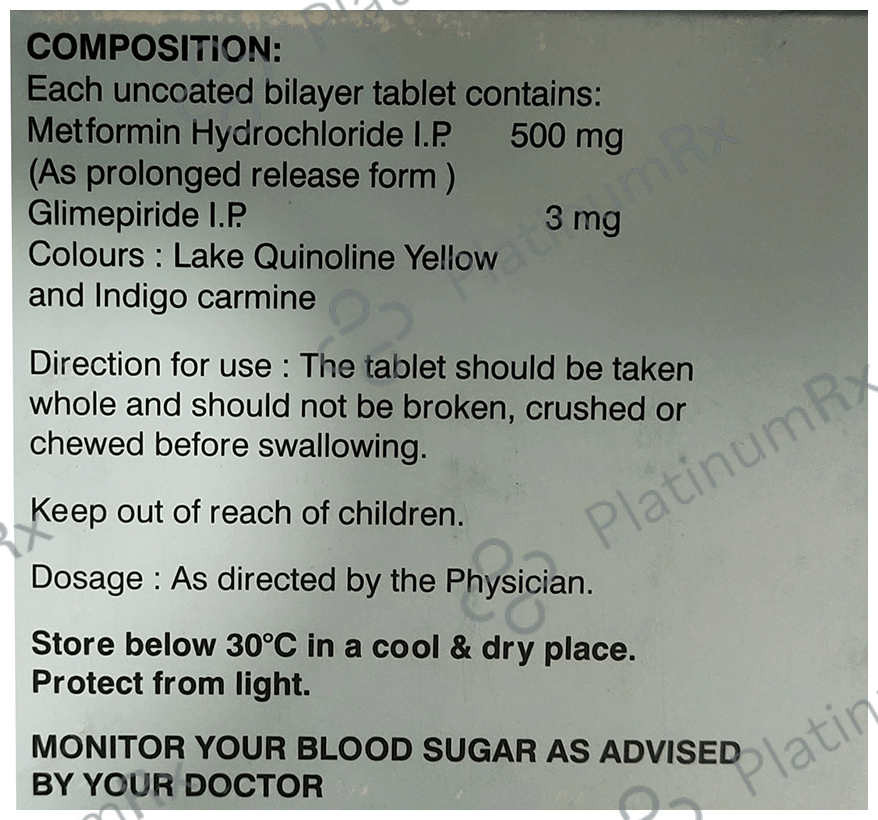 COMPOSITION:
Each uncoated bilayer tablet contains:
Metformin Hydrochloride I.P. 500 mg
(As prolonged release form )
Glimepiride I.P. 3 mg
Colours : Lake Quinoline Yellow
and Indigo carmine
Direction for use : The tablet should be taken
whole and should not be broken, crushed or
chewed before swallowing.
Keep out of reach of children.
Dosage : As directed by the Physician.
Store below 30°C in a cool & dry place.
Protect from light.
MONITOR YOUR BLOOD SUGAR AS ADVISED
BY YOUR DOCTOR
PlatinumRx
PlatinumRx
Platin